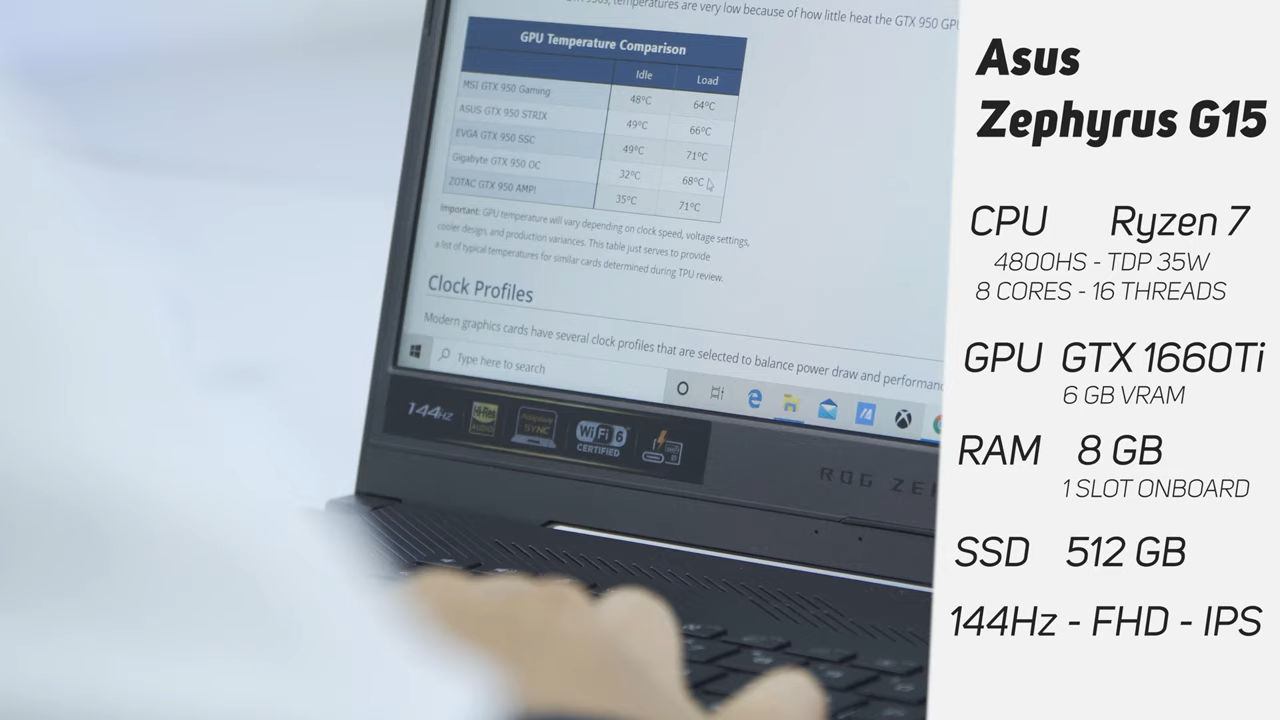 temperatures are very low because of how little heat the GTX 950 GPU
GPU Temperature Comparison
Idle Load
MSI GTX 950 Gaming 48°C 64°C
ASUS GTX 950 STRIX 49°C 66°C
EVGA GTX 950 SSC 49°C 71°C
Gigabyte GTX 950 OC 32°C 68°C
ZOTAC GTX 950 AMP! 35°C 71°C
Important: GPU temperature will vary depending on clock speed, voltage settings,
cooler design, and production variances. This table just serves to provide
a list of typical temperatures for similar cards determined during TPU review.
Clock Profiles
Modern graphics cards have several clock profiles that are selected to balance power draw and performanc
Type here to search
144Hz
Hi-Res
AUDIO
SYNC
WiFi 6
CERTIFIED
ROG ZE
Asus
Zephyrus G15
CPU Ryzen 7
4800HS - TDP 35W
8 CORES - 16 THREADS
GPU GTX 1660Ti
6 GB VRAM
RAM 8 GB
1 SLOT ONBOARD
SSD 512 GB
144Hz - FHD - IPS